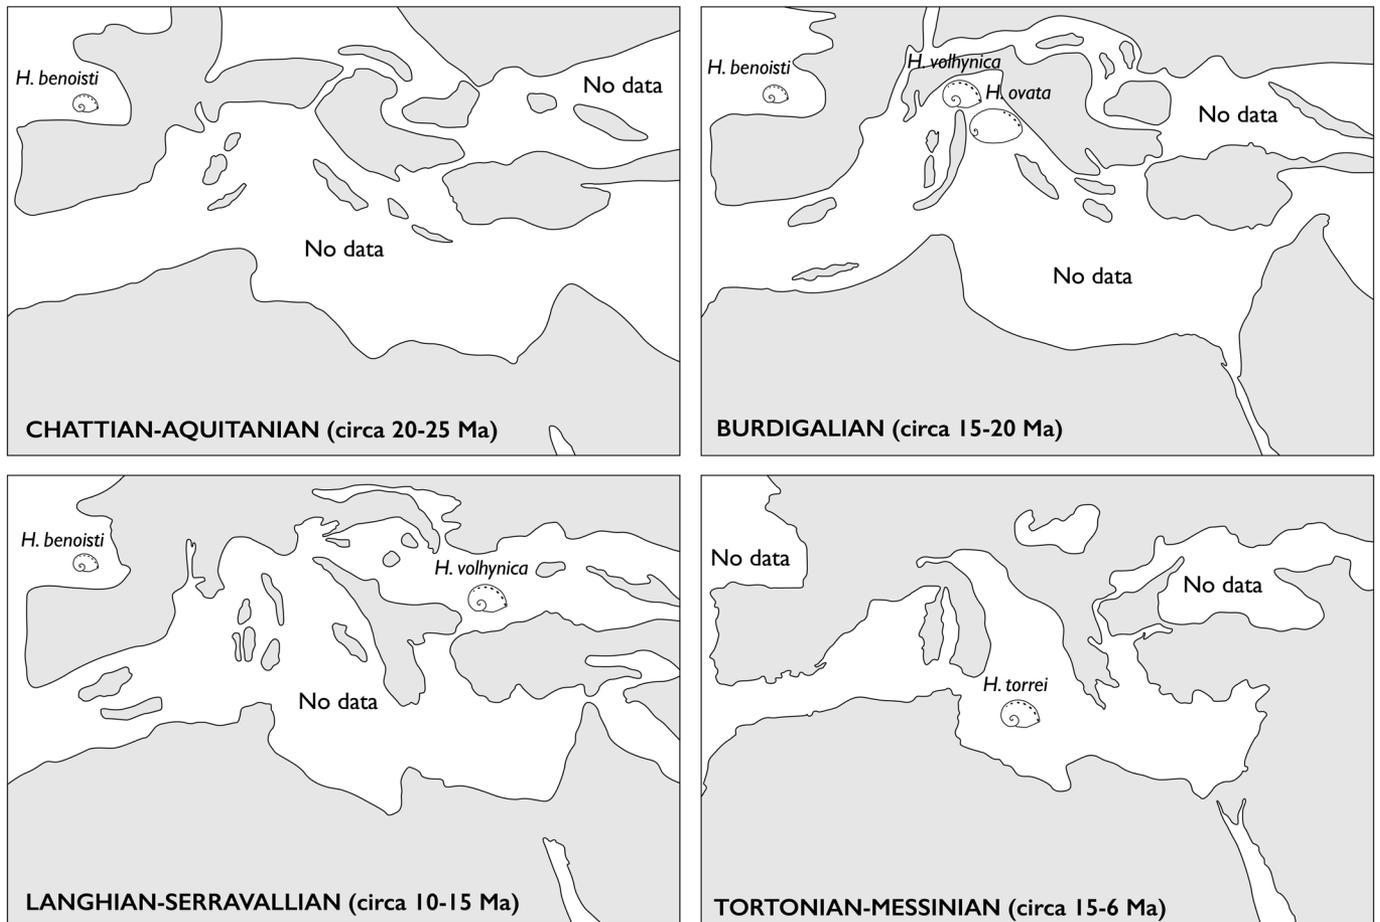 H. benoisti
No data
No data
CHATTIAN-AQUITANIAN (circa 20-25 Ma)
H. benoisti
H. volhynica
H. ovata
No data
No data
BURDIGALIAN (circa 15-20 Ma)
H. benoisti
H. volhynica
No data
LANGHIAN-SERRAVALLIAN (circa 10-15 Ma)
No data
No data
H. torrei
TORTONIAN-MESSINIAN (circa 15-6 Ma)